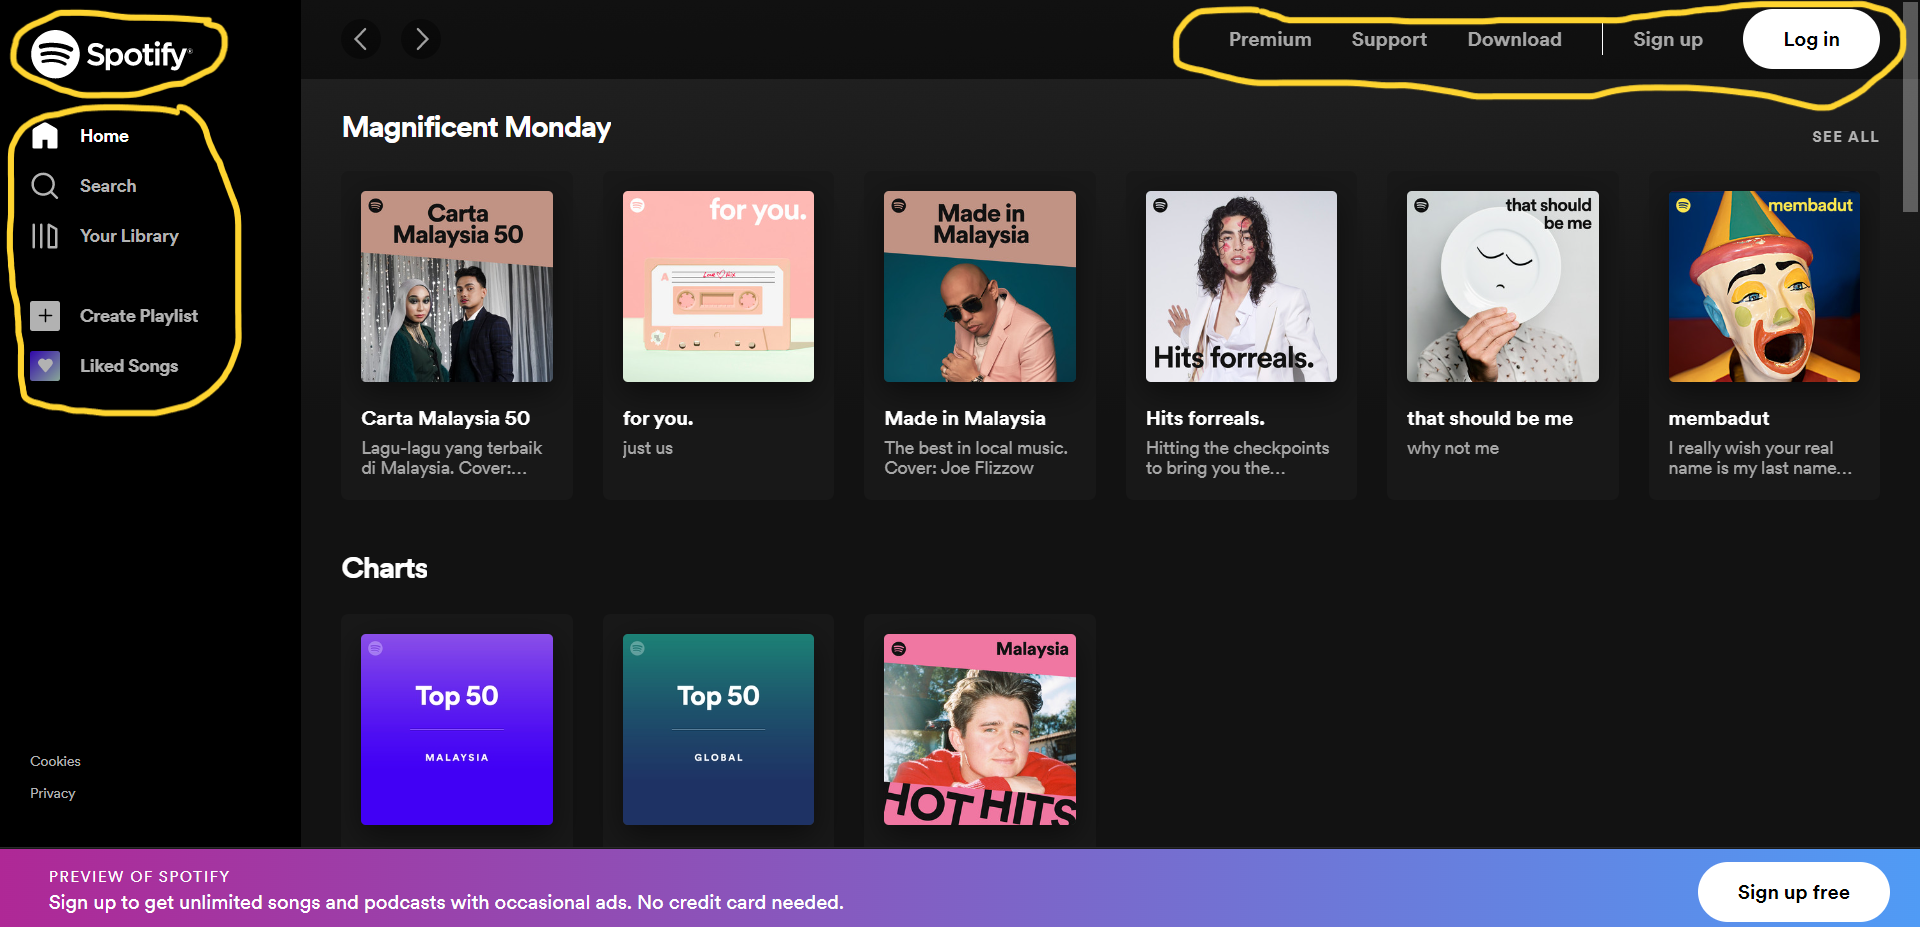 Spotify®
Home
Search
Your Library
Create Playlist
Liked Songs
Cookies
Privacy
Premium
Support
Download
Sign up
Log in
Magnificent Monday
SEE ALL
Carta
Malaysia 50
Carta Malaysia 50
Lagu-lagu yang terbaik
di Malaysia. Cover:...
for you.
A
for you.
just us
Made in
Malaysia
Made in Malaysia
The best in local music.
Cover: Joe Flizzow
Hits forreals.
Hits forreals.
Hitting the checkpoints
to bring you the...
that should
be me
that should be me
why not me
membadut
membadut
I really wish your real
name is my last name...
Charts
Top 50
MALAYSIA
Top 50
GLOBAL
Malaysia
HOT HITS
PREVIEW OF SPOTIFY
Sign up to get unlimited songs and podcasts with occasional ads. No credit card needed.
Sign up free